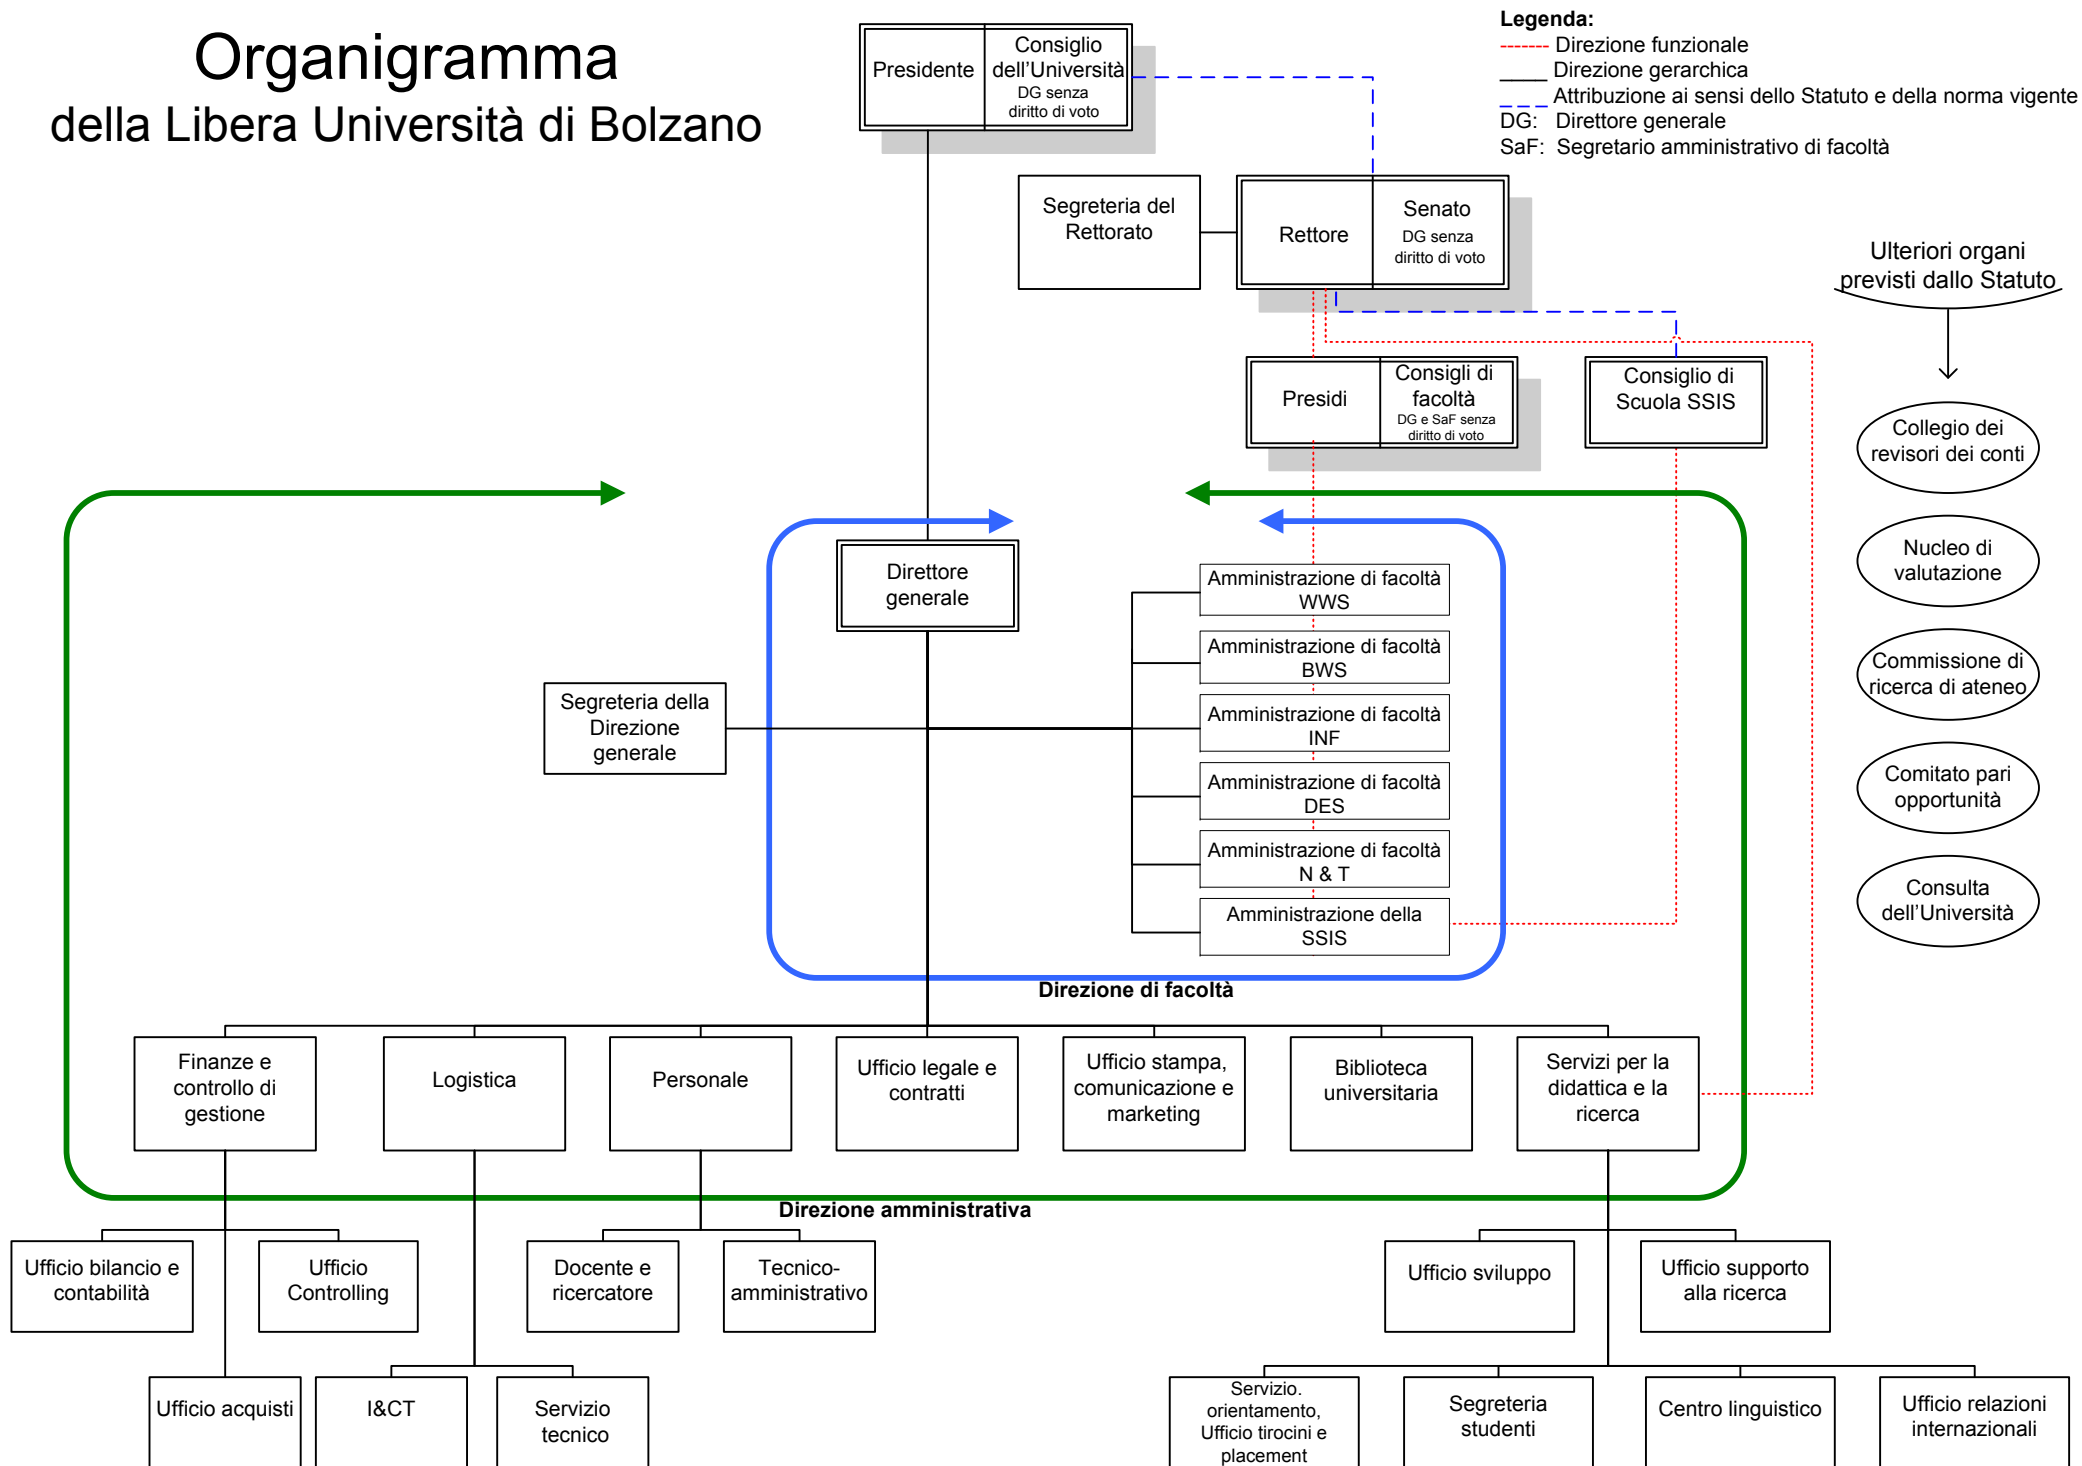 Organigramma
della Libera Università di Bolzano
Presidente
Consiglio
dell'Università
DG senza
diritto di voto
Legenda:
Direzione funzionale
Direzione gerarchica
Attribuzione ai sensi dello Statuto e della norma vigente
DG: Direttore generale
SaF: Segretario amministrativo di facoltà
Segreteria del
Rettorato
Rettore
Senato
DG senza
diritto di voto
Ulteriori organi
previsti dallo Statuto
Presidi
Consigli di
facoltà
DG e SaF senza
diritto di voto
Consiglio di
Scuola SSIS
Collegio dei
revisori dei conti
Nucleo di
valutazione
Commissione di
ricerca di ateneo
Comitato pari
opportunità
Consulta
dell'Università
Direttore
generale
Segreteria della
Direzione
generale
Amministrazione di facoltà
WWS
Amministrazione di facoltà
BWS
Amministrazione di facoltà
INF
Amministrazione di facoltà
DES
Amministrazione di facoltà
N & T
Amministrazione della
SSIS
Direzione di facoltà
Finanze e
controllo di
gestione
Logistica
Personale
Ufficio legale e
contratti
Ufficio stampa,
comunicazione e
marketing
Biblioteca
universitaria
Servizi per la
didattica e la
ricerca
Direzione amministrativa
Ufficio bilancio e
contabilità
Ufficio
Controlling
Docente e
ricercatore
Tecnico-
amministrativo
Ufficio sviluppo
Ufficio supporto
alla ricerca
Ufficio acquisti
I&CT
Servizio
tecnico
Servizio.
orientamento,
Ufficio tirocini e
placement
Segreteria
studenti
Centro linguistico
Ufficio relazioni
internazionali